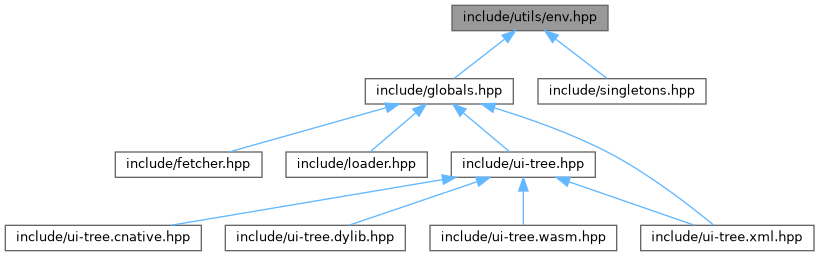 include/utils/env.hpp
include/globals.hpp
include/singletons.hpp
include/fetcher.hpp
include/loader.hpp
include/ui-tree.hpp
include/ui-tree.cnative.hpp
include/ui-tree.dylib.hpp
include/ui-tree.wasm.hpp
include/ui-tree.xml.hpp